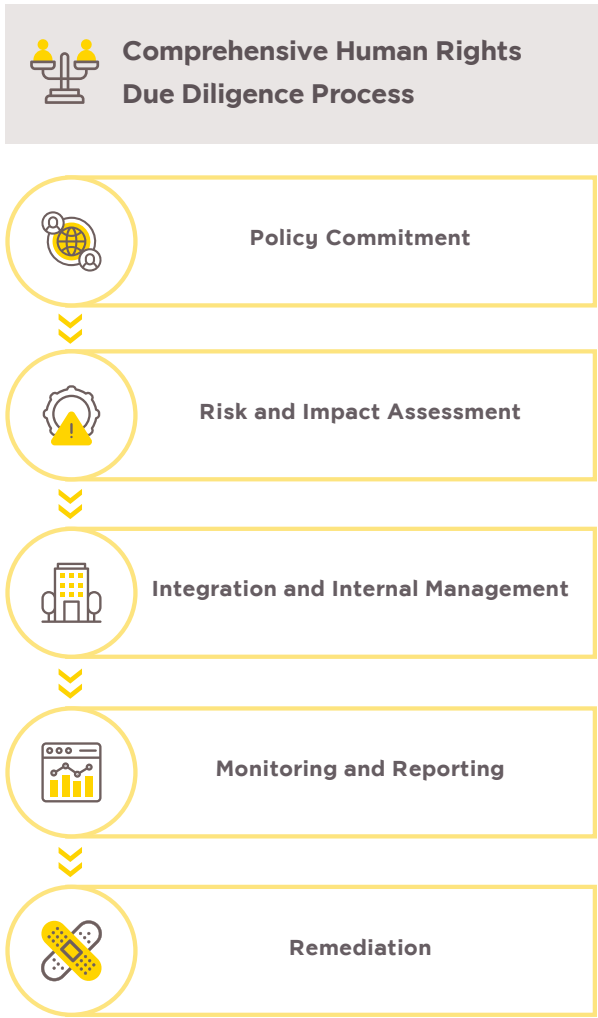 Comprehensive Human Rights
Due Diligence Process
Policy Commitment
Risk and Impact Assessment
Integration and Internal Management
Monitoring and Reporting
Remediation